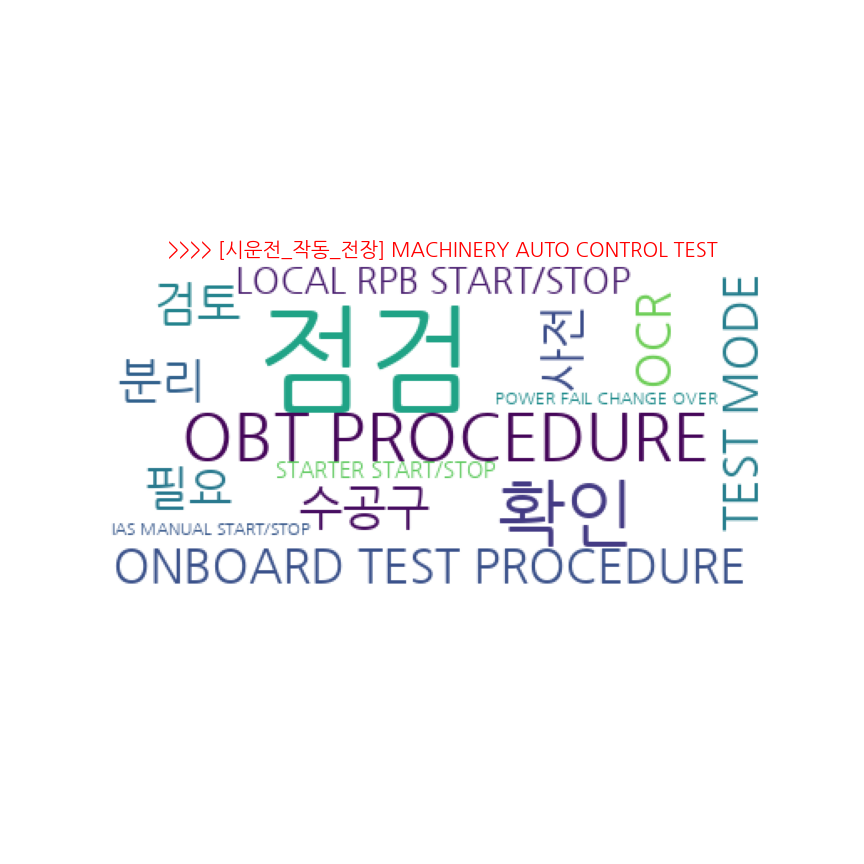 >>>> [시운전_작동_전장] MACHINERY AUTO CONTROL TEST
LOCAL RPB START/STOP
검토
점검
사전
OCR
TEST MODE
분리
POWER FAIL CHANGE OVER
OBT PROCEDURE
STARTER START/STOP
필요
수공구
확인
IAS MANUAL START/STOP
ONBOARD TEST PROCEDURE